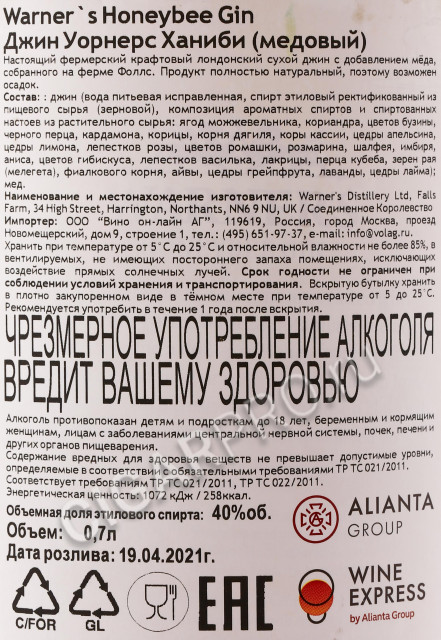 Warner`s Honeybee Gin
Джин Уорнерс Ханиби (медовый)
Настоящий фермерский крафтовый лондонский сухой джин с добавлением мёда,
собранного на ферме Фоллс. Продукт полностью натуральный, поэтому возможен
осадок.
Состав: : джин (вода питьевая исправленная, спирт этиловый ректификованный из
пищевого сырья (зерновой), композиция ароматных спиртов и спиртованных
настоев из растительного сырья: ягод можжевельника, кориандра, цветов бузины,
черного перца, кардамона, корицы, корня дягиля, коры кассии, цедры апельсина,
цедры лимона, лепестков розы, цветов ромашки, розмарина, шалфея, имбиря,
аниса, цветов гибискуса, лепестков василька, лакрицы, перца кубеба, зерен рая
(мелегета), фиалкового корня, айвы, цедры грейпфрута, лаванды, цедры лайма);
мед.
Наименование и местонахождение изготовителя: Warner's Distillery Ltd, Falls
Farm, 34 High Street, Harrington, Northants, NN6 9 NU, UK / Соединенное Королевство
Импортер: ООО "Вино он-лайн АГ", 119619, Россия, город Москва, проезд
Новомещерский, дом 9, строение 1, тел.: (495) 651-97-37, e-mail: info@volag.ru.
Хранить при температуре от 5˚С до 25˚С и относительной влажности не более 85%, в
вентилируемых, не имеющих постороннего запаха помещениях, исключающих
воздействие прямых солнечных лучей. Срок годности не ограничен при
соблюдении условий хранения и транспортирования. Вскрытую бутылку хранить
в плотно закупоренном виде в тёмном месте при температуре от 5 до 25˚С.
Рекомендуется употребить в течение 1 года после вскрытия.
ЧРЕЗМЕРНОЕ УПОТРЕБЛЕНИЕ АЛКОГОЛЯ
ВРЕДИТ ВАШЕМУ ЗДОРОВЬЮ
Алкоголь противопоказан детям и подросткам до 18 лет, беременным и кормящим
женщинам, лицам с заболеваниями центральной нервной системы, почек, печени и
других органов пищеварения.
Содержание вредных для здоровья веществ не превышает допустимые уровни,
определяемые в соответствии с обязательными требованиями ТР ТС 021/2011.
Соответствует требованиям ТР ТС 021/2011, ТР ТС 022/2011.
Энергетическая ценность: 1072 кДж / 258ккал.
Объемная доля этилового спирта: 40%об.
Объем: 0,7л
Дата розлива: 19.04.2021г.
ALIANTA
GROUP
WINE
EXPRESS
by Alianta Group
C/FOR
GL
EAC